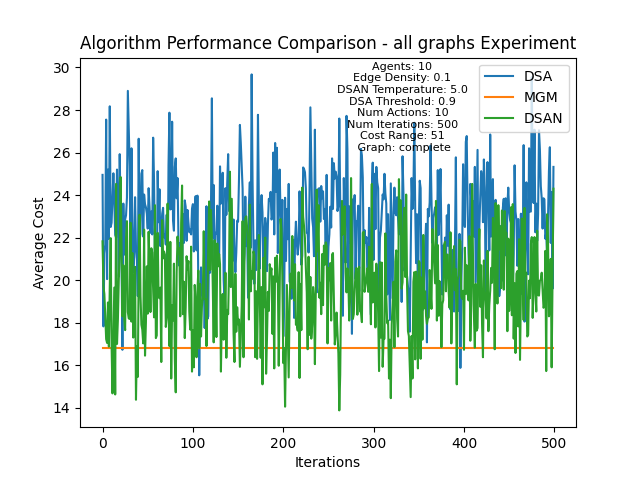 Algorithm Performance Comparison - all graphs Experiment
Agents: 10
Edge Density: 0.1
DSAN Temperature: 5.0
DSA Threshold: 0.9
Num Actions: 10
Num Iterations: 500
Cost Range: 51
Graph: complete
DSA
MGM
DSAN
Average Cost
30
28
26
24
22
20
18
16
14
0
100
200
300
400
500
Iterations